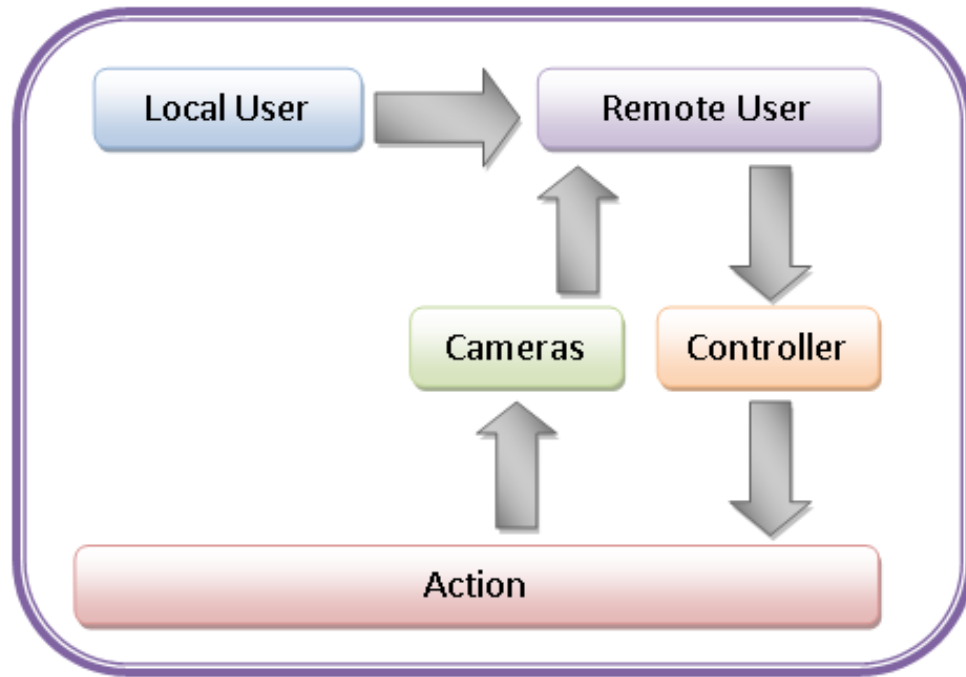 Local User
Remote User
Cameras
Controller
Action